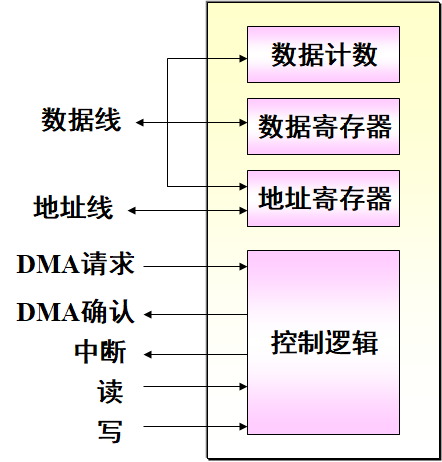 数据计数
数据线
数据寄存器
地址线
地址寄存器
DMA请求
DMA确认
中断
控制逻辑
读
写